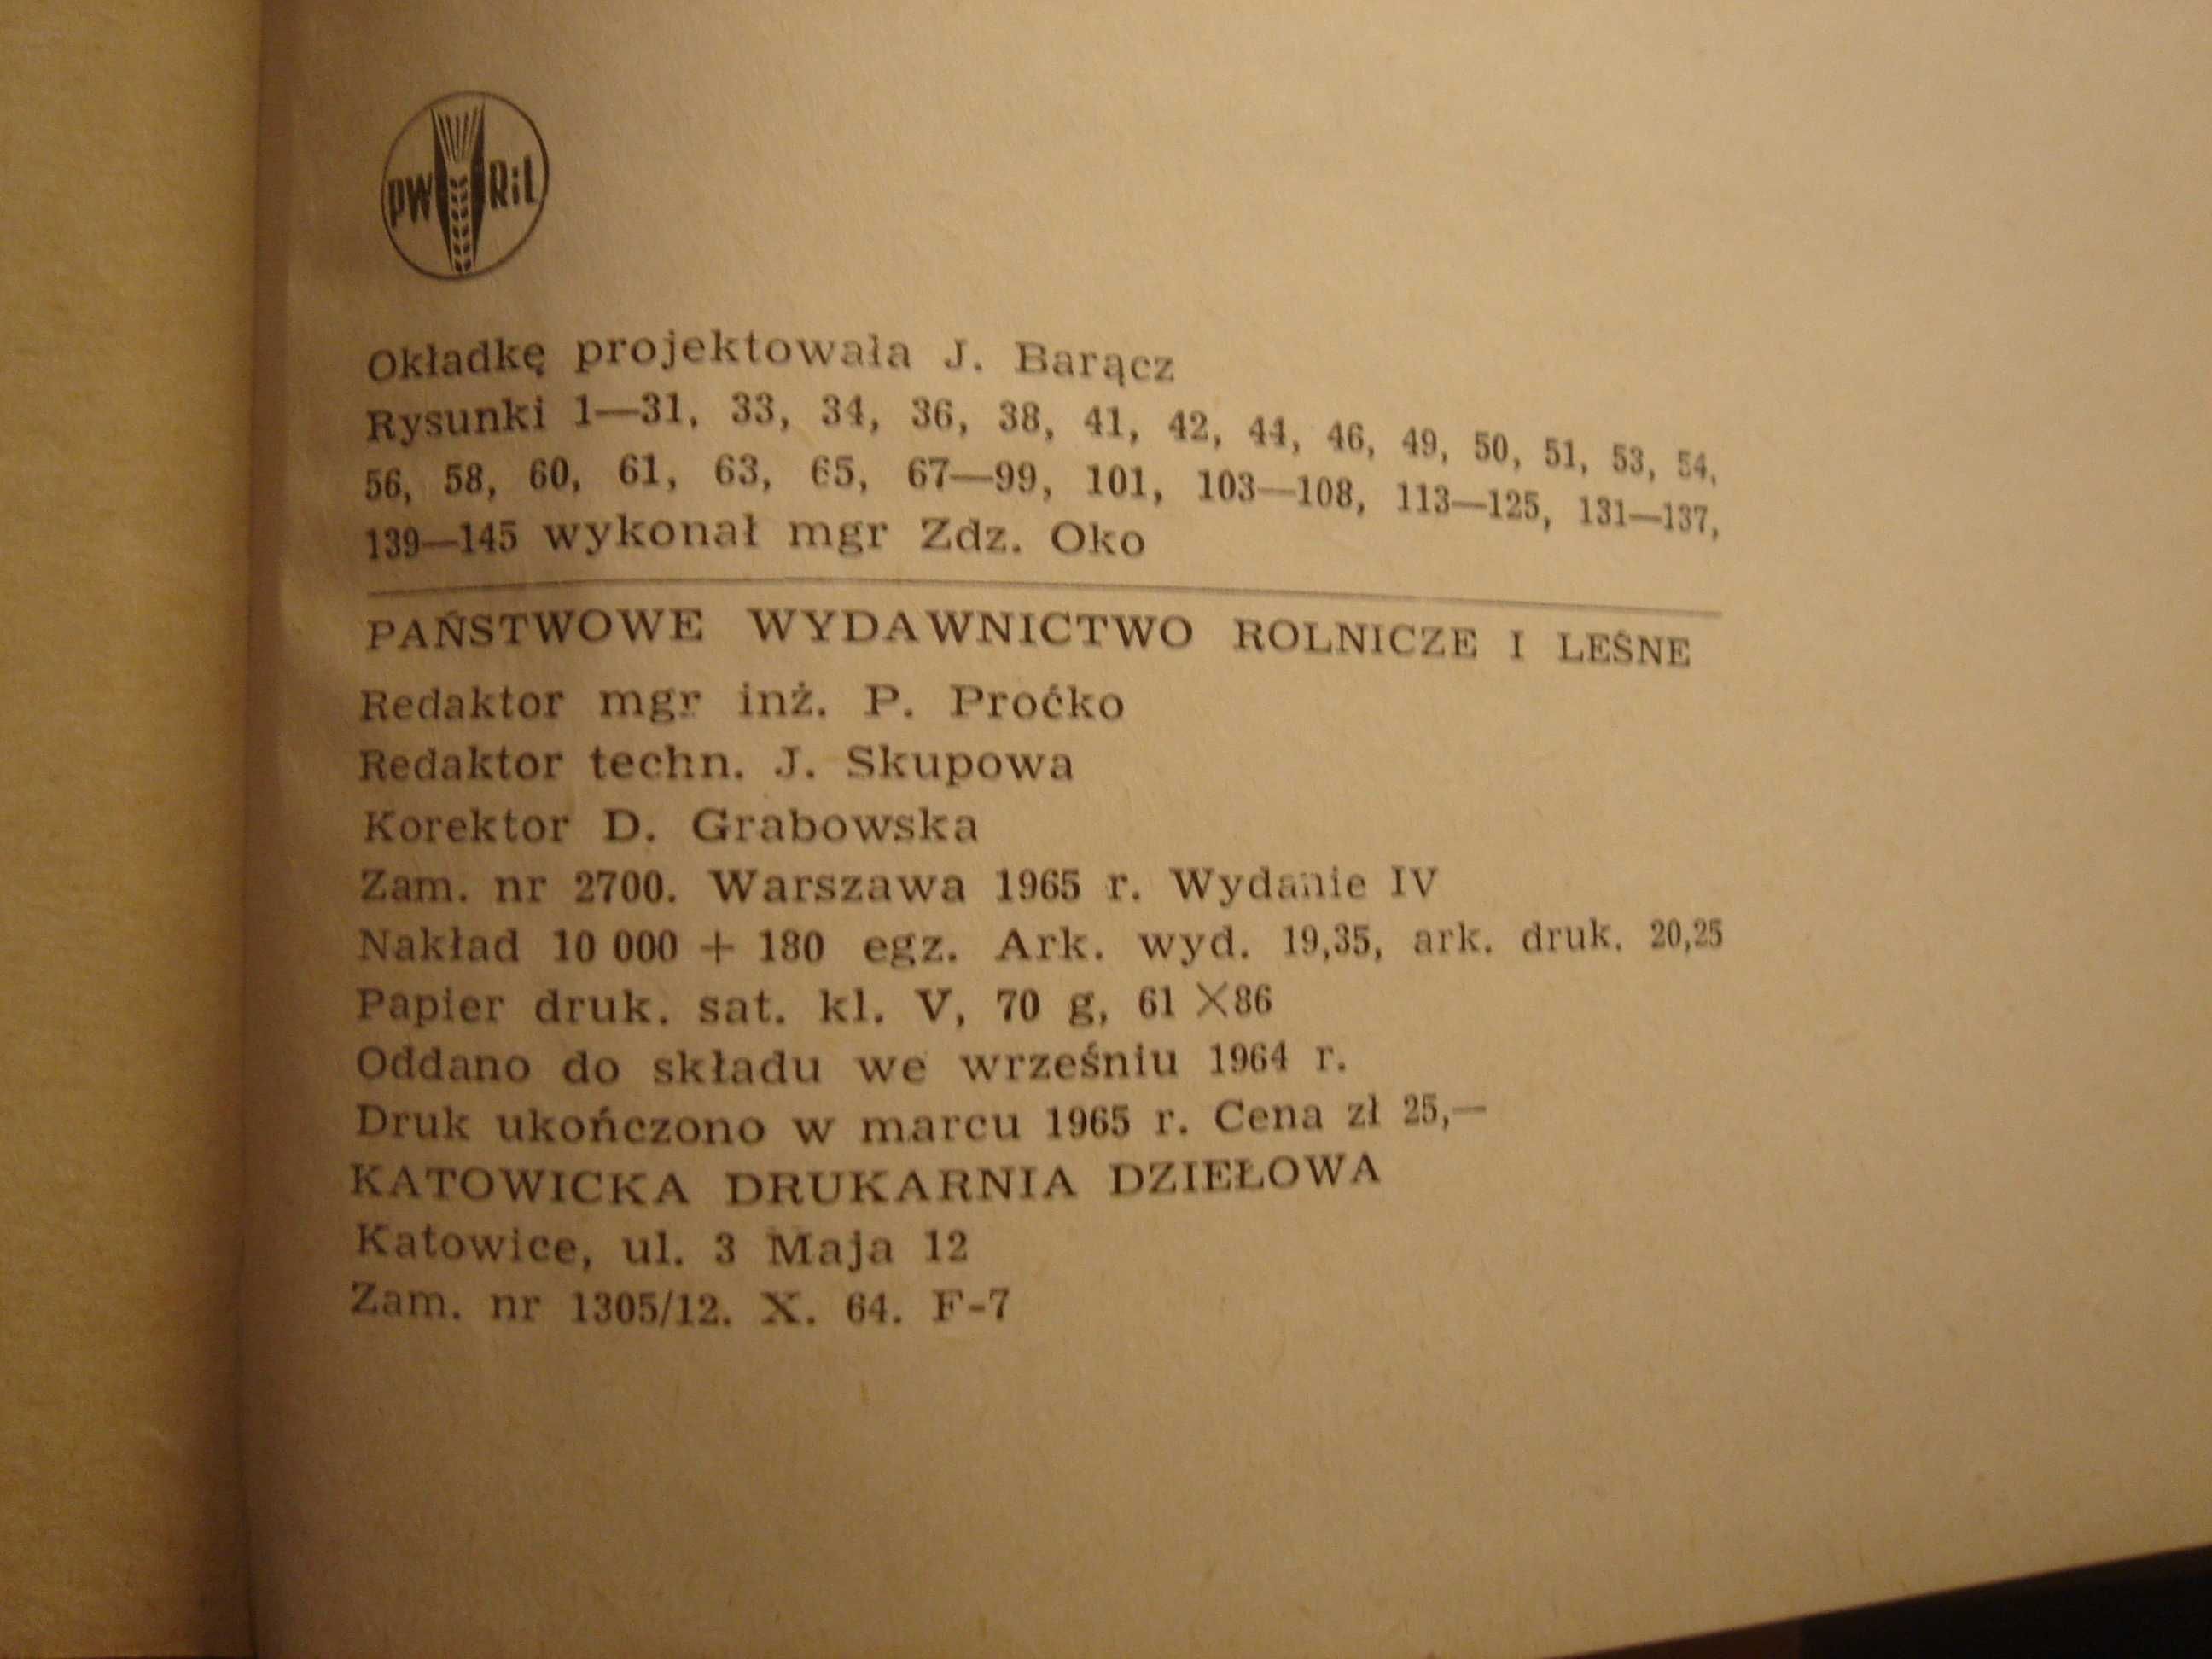 PW RiL
Okładkę projektowała J. Barącz
Rysunki 1—31, 33, 34, 36, 38, 41, 42, 44, 46, 49, 50, 51, 53, 54,
56, 58, 60, 61, 63, 65, 67—99, 101, 103—108, 113—125, 131—137,
139—145 wykonał mgr Zdz. Oko
PAŃSTWOWE WYDAWNICTWO ROLNICZE I LEŚNE
Redaktor mgr inż. P. Proćko
Redaktor techn. J. Skupowa
Korektor D. Grabowska
Zam. nr 2700. Warszawa 1965 r. Wydanie IV
Nakład 10 000 + 180 egz. Ark. wyd. 19,35, ark. druk. 20,25
Papier druk. sat. kl. V, 70 g, 61 ×86
Oddano do składu we wrześniu 1964 r.
Druk ukończono w marcu 1965 r. Cena zł 25,—
KATOWICKA DRUKARNIA DZIEŁOWA
Katowice, ul. 3 Maja 12
Zam. nr 1305/12. X. 64. F-7